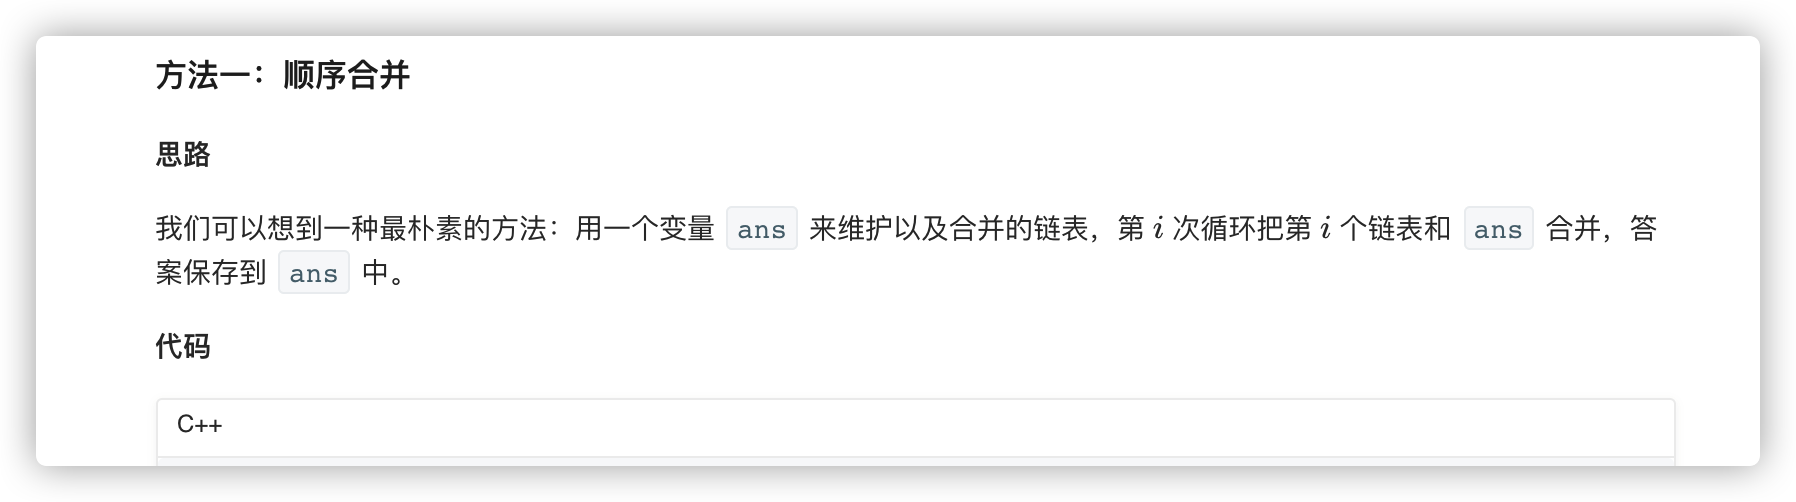 方法一：顺序合并
思路
我们可以想到一种最朴素的方法：用一个变量 ans 来维护以及合并的链表，第 i 次循环把第 i 个链表和 ans 合并，答
案保存到 ans 中。
代码
C++